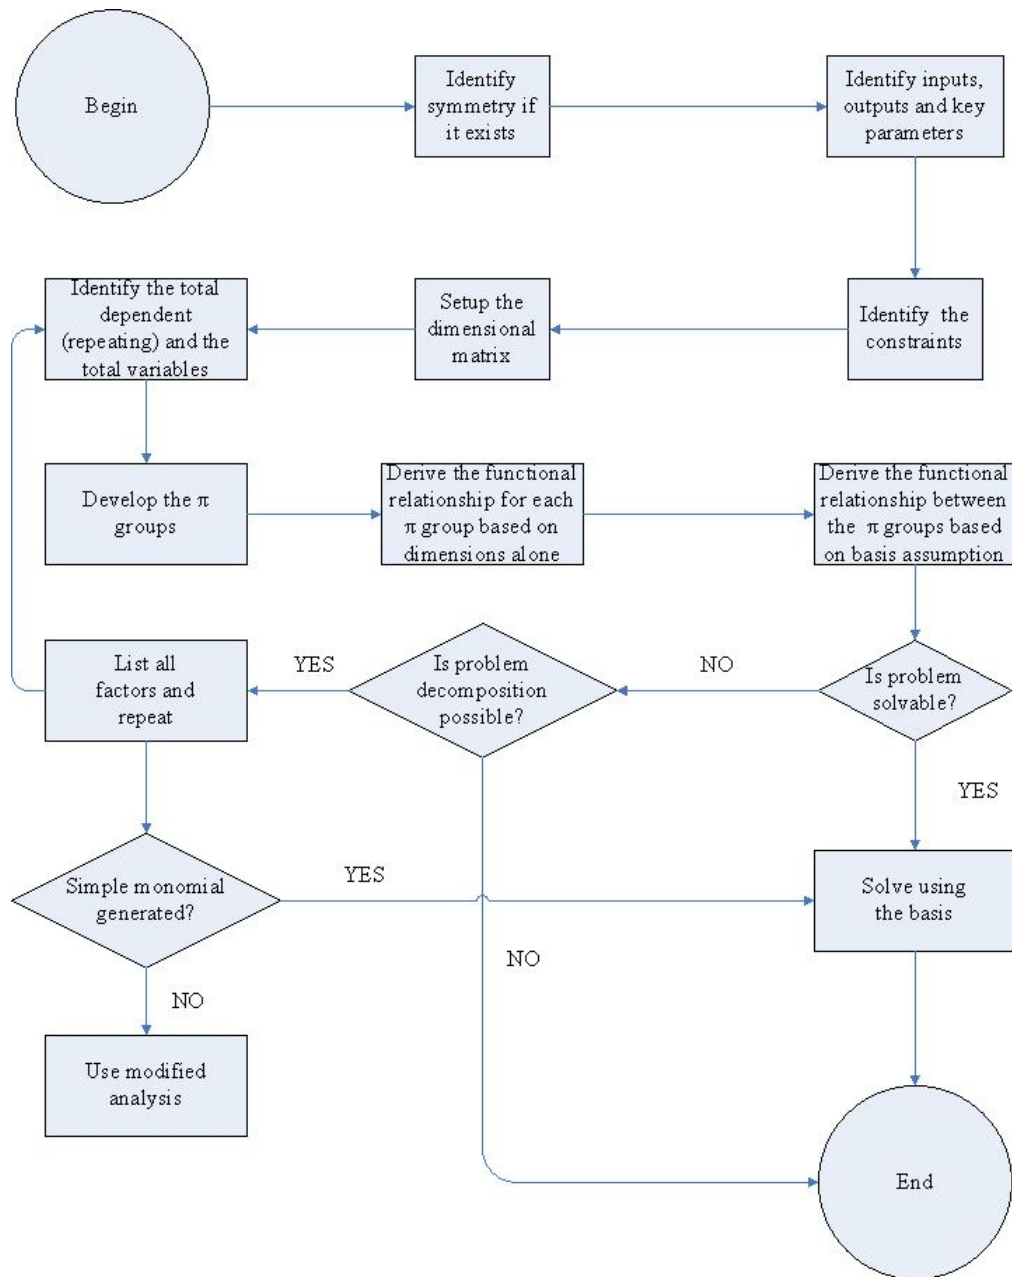 Begin
Identify
symmetry if
it exists
Identify inputs,
outputs and key
parameters
Identify the total
dependent
(repeating) and the
total variables
Setup the
dimensional
matrix
Identify the
constraints
Develop the π
groups
Derive the functional
relationship for each
π group based on
dimensions alone
Derive the functional
relationship between
the π groups based
on basis assumption
List all
factors and
repeat
YES
Is problem
decomposition
possible?
NO
Is problem
solvable?
YES
Simple monomial
generated?
YES
Solve using
the basis
NO
NO
Use modified
analysis
End